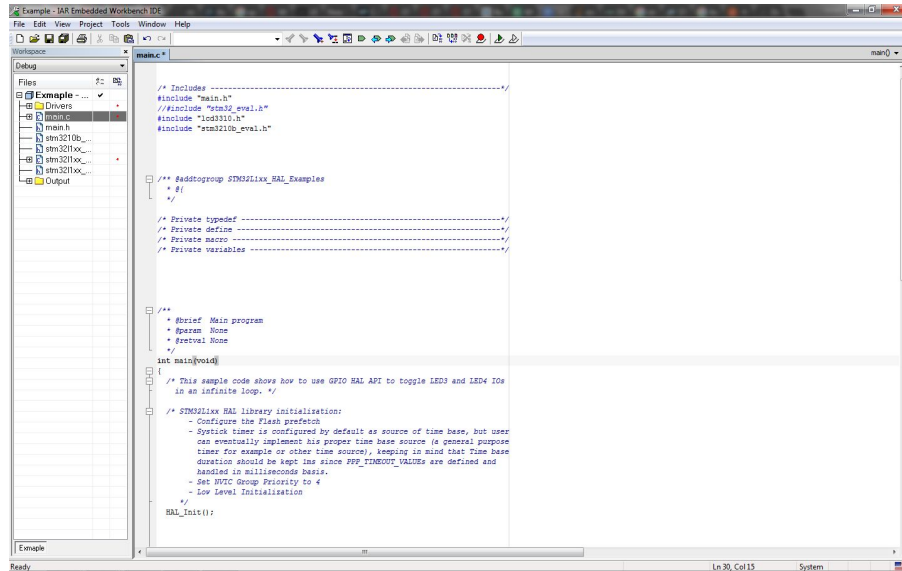 Example - IAR Embedded Workbench IDE
File Edit View Project Tools Window Help
Workspace
Debug
Files
Exmaple - ...
Drivers
main.c
main.h
stm3210b_...
stm32l1xx_...
stm32l1xx_...
stm32l1xx_...
Output
Exmaple
main.c *
main()
/* Includes ------------------------------------------------------------------*/
#include "main.h"
//#include "stm32_eval.h"
#include "lcd3310.h"
#include "stm3210b_eval.h"
/** @addtogroup STM32L1xx_HAL_Examples
* @{
*/
/* Private typedef -----------------------------------------------------------*/
/* Private define ------------------------------------------------------------*/
/* Private macro -------------------------------------------------------------*/
/* Private variables ---------------------------------------------------------*/
/**
* @brief Main program
* @param None
* @retval None
*/
int main(void)
{
/* This sample code shows how to use GPIO HAL API to toggle LED3 and LED4 IOs
in an infinite loop. */
/* STM32L1xx HAL library initialization:
- Configure the Flash prefetch
- Systick timer is configured by default as source of time base, but user
can eventually implement his proper time base source (a general purpose
timer for example or other time source), keeping in mind that Time base
duration should be kept 1ms since PPP_TIMEOUT_VALUEs are defined and
handled in milliseconds basis.
- Set NVIC Group Priority to 4
- Low Level Initialization
*/
HAL_Init();
Ready
Ln 30, Col 15
System